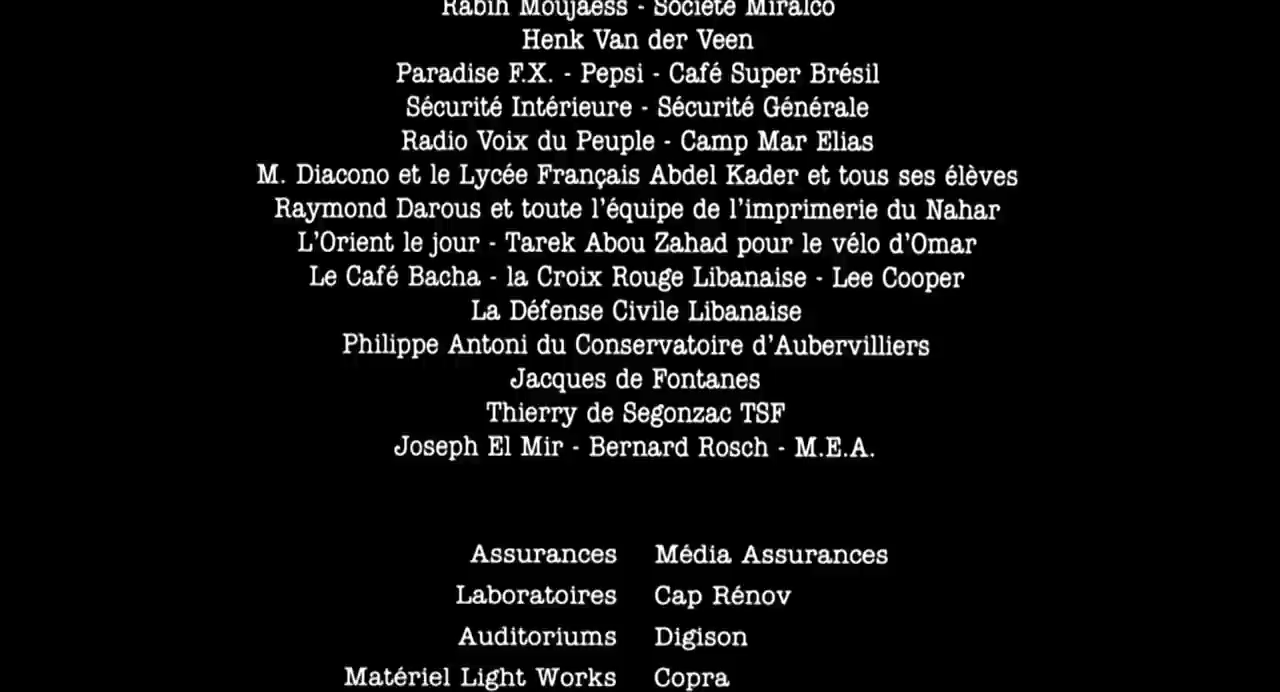 Rabih Moujaess - Société Miralco
Henk Van der Veen
Paradise F.X. - Pepsi - Café Super Brésil
Sécurité Intérieure - Sécurité Générale
Radio Voix du Peuple - Camp Mar Elias
M. Diacono et le Lycée Français Abdel Kader et tous ses élèves
Raymond Darous et toute l'équipe de l'imprimerie du Nahar
L'Orient le jour - Tarek Abou Zahad pour le vélo d'Omar
Le Café Bacha - la Croix Rouge Libanaise - Lee Cooper
La Défense Civile Libanaise
Philippe Antoni du Conservatoire d'Aubervilliers
Jacques de Fontanes
Thierry de Segonzac TSF
Joseph El Mir - Bernard Rosch - M.E.A.
Assurances Média Assurances
Laboratoires Cap Rénov
Auditoriums Digison
Matériel Light Works Copra